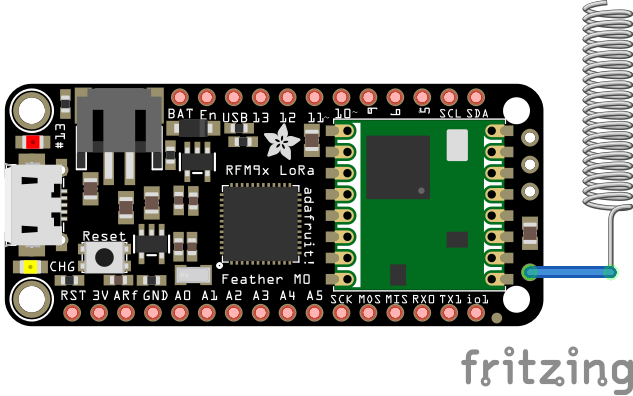 BAT En USB 13 12 11~ 10~ 9 6 5 SCL SDA
ET#
RFM9x LoRa
adafruit!
Reset
CHG
Feather M0
RST 3V ARf GND A0 A1 A2 A3 A4 A5 SCK MOS MIS RX0 TX1 io1
fritzing